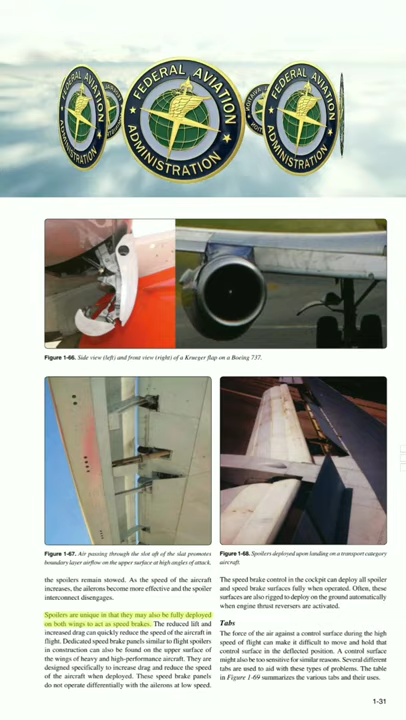 FEDERAL AVIATION
ADMINISTRATION
FEDERAL AVIATION
ADMINISTRATION
FEDERAL AVIATION
ADMINISTRATION
Figure 1-66. Side view (left) and front view (right) of a Krueger flap on a Boeing 737.
Figure 1-67. Air passing through the slot aft of the slat promotes
boundary layer airflow on the upper surface at high angles of attack.
Figure 1-68. Spoilers deployed upon landing on a transport category
aircraft.
the spoilers remain stowed. As the speed of the aircraft
increases, the ailerons become more effective and the spoiler
interconnect disengages.
Spoilers are unique in that they may also be fully deployed
on both wings to act as speed brakes. The reduced lift and
increased drag can quickly reduce the speed of the aircraft in
flight. Dedicated speed brake panels similar to flight spoilers
in construction can also be found on the upper surface of
the wings of heavy and high-performance aircraft. They are
designed specifically to increase drag and reduce the speed
of the aircraft when deployed. These speed brake panels
do not operate differentially with the ailerons at low speed.
The speed brake control in the cockpit can deploy all spoiler
and speed brake surfaces fully when operated. Often, these
surfaces are also rigged to deploy on the ground automatically
when engine thrust reversers are activated.
Tabs
The force of the air against a control surface during the high
speed of flight can make it difficult to move and hold that
control surface in the deflected position. A control surface
might also be too sensitive for similar reasons. Several different
tabs are used to aid with these types of problems. The table
in Figure 1-69 summarizes the various tabs and their uses.
1-31